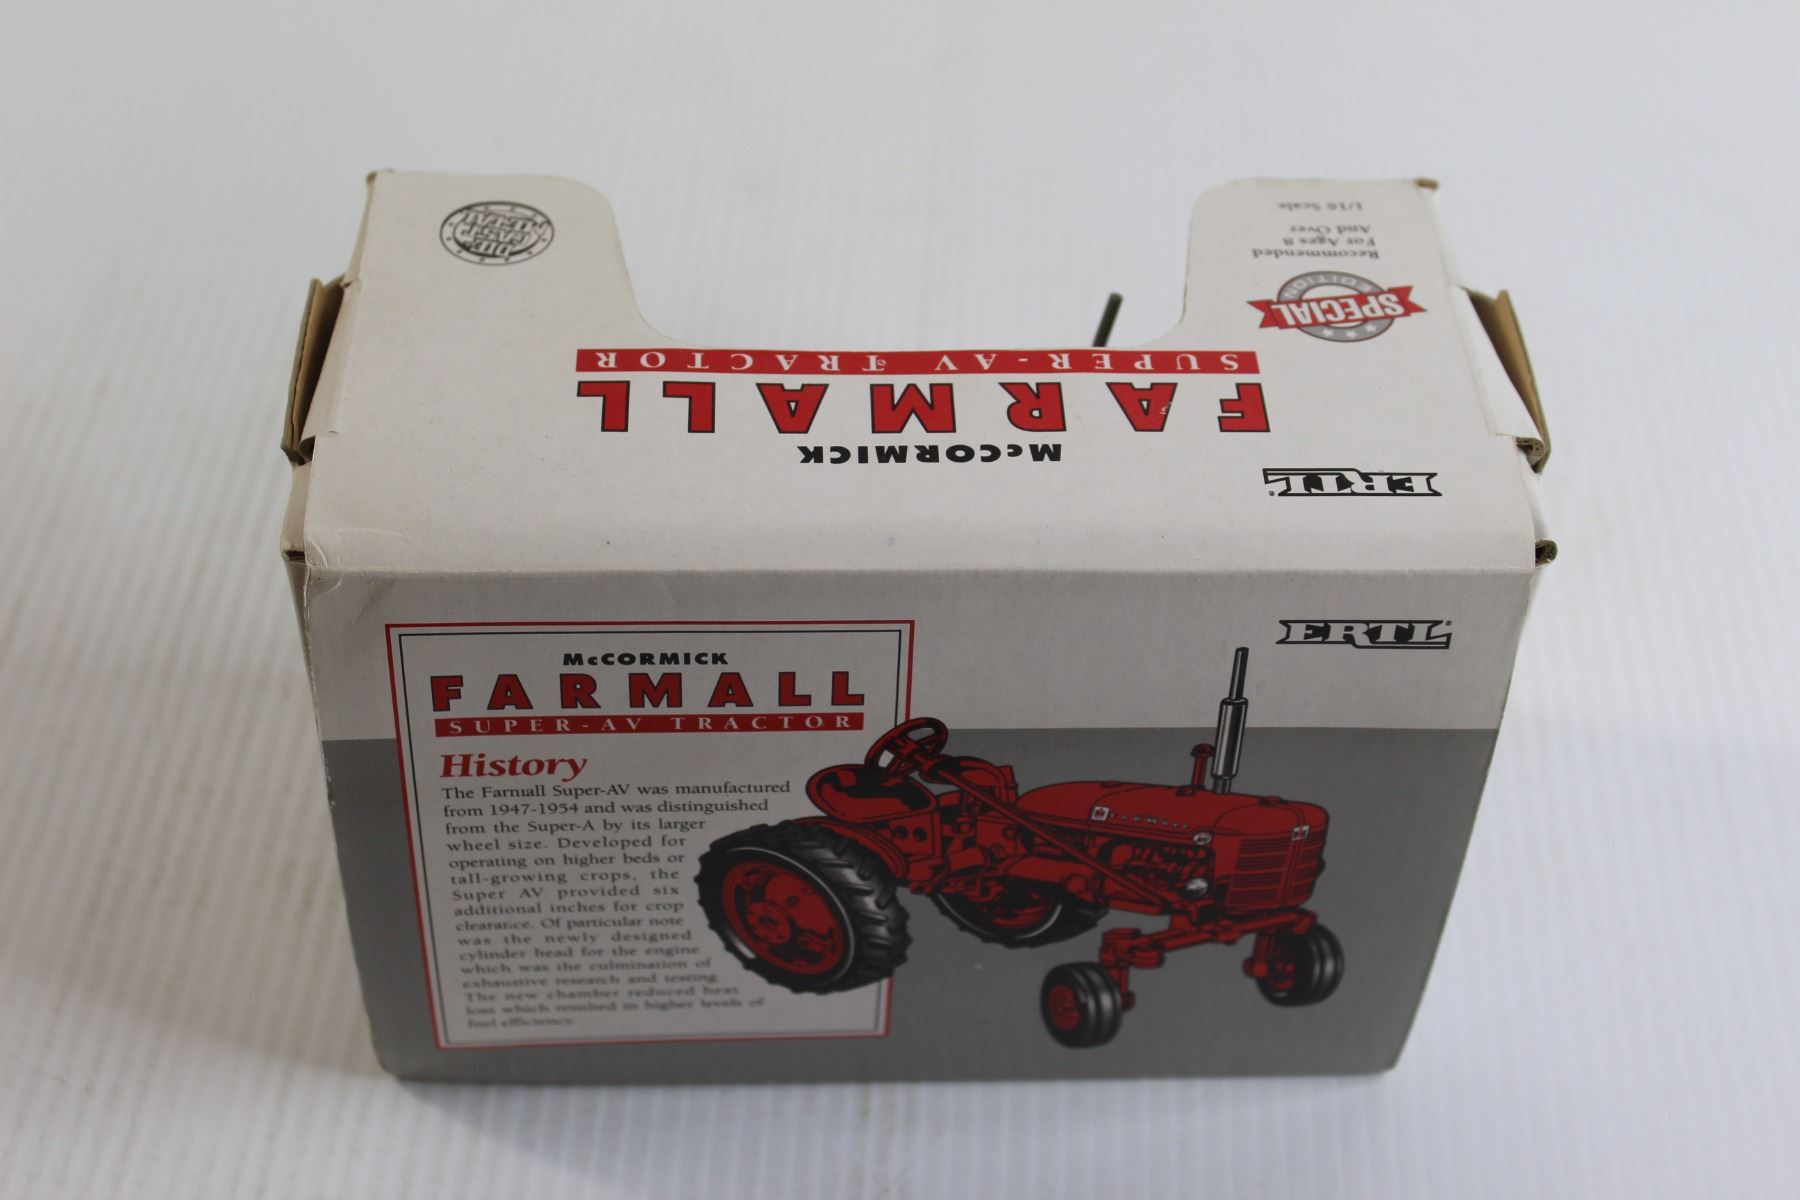 DIE CAST METAL
1/16 Scale
Recommended
For Ages 8
And Over
SPECIAL
EDITION
SUPER-AV TRACTOR
FARMALL
McCORMICK
ERTL®
ERTL®
McCORMICK
FARMALL
SUPER-AV TRACTOR
History
The Farmall Super-AV was manufactured
from 1947-1954 and was distinguished
from the Super-A by its larger
wheel size. Developed for
operating on higher beds or
tall-growing crops, the
Super AV provided six
additional inches for crop
clearance. Of particular note
was the newly designed
cylinder head for the engine
which was the culmination of
exhaustive research and testing.
The new chamber reduced heat
loss which resulted in higher levels of
fuel efficiency.
FARMALL